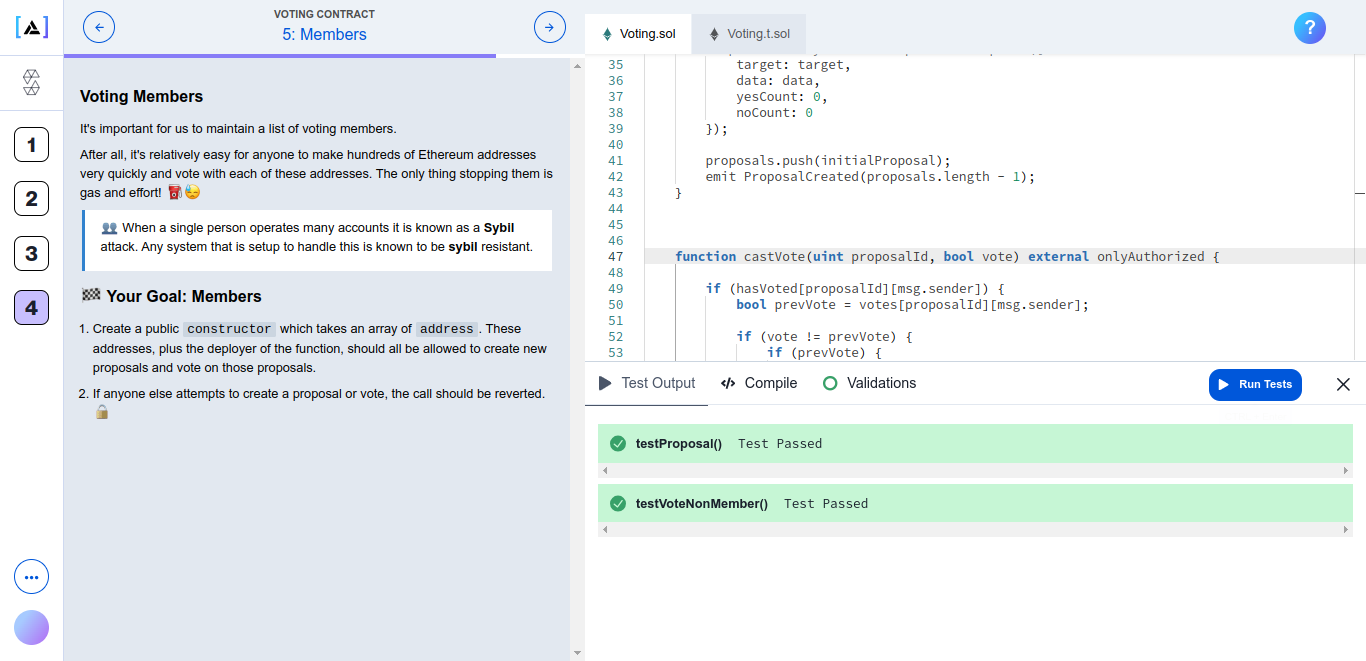 VOTING CONTRACT
5: Members
Voting.sol
Voting.t.sol
?
1
2
3
4
Voting Members
It's important for us to maintain a list of voting members.
After all, it's relatively easy for anyone to make hundreds of Ethereum addresses
very quickly and vote with each of these addresses. The only thing stopping them is
gas and effort!
When a single person operates many accounts it is known as a Sybil
attack. Any system that is setup to handle this is known to be sybil resistant.
Your Goal: Members
1. Create a public constructor which takes an array of address. These
addresses, plus the deployer of the function, should all be allowed to create new
proposals and vote on those proposals.
2. If anyone else attempts to create a proposal or vote, the call should be reverted.
35 target: target,
36 data: data,
37 yesCount: 0,
38 noCount: 0
39 });
40
41 proposals.push(initialProposal);
42 emit ProposalCreated(proposals.length - 1);
43 }
44
45
46
47 function castVote(uint proposalId, bool vote) external onlyAuthorized {
48
49 if (hasVoted[proposalId][msg.sender]) {
50 bool prevVote = votes[proposalId][msg.sender];
51
52 if (vote != prevVote) {
53 if (prevVote) {
Test Output
Compile
Validations
Run Tests
testProposal() Test Passed
testVoteNonMember() Test Passed